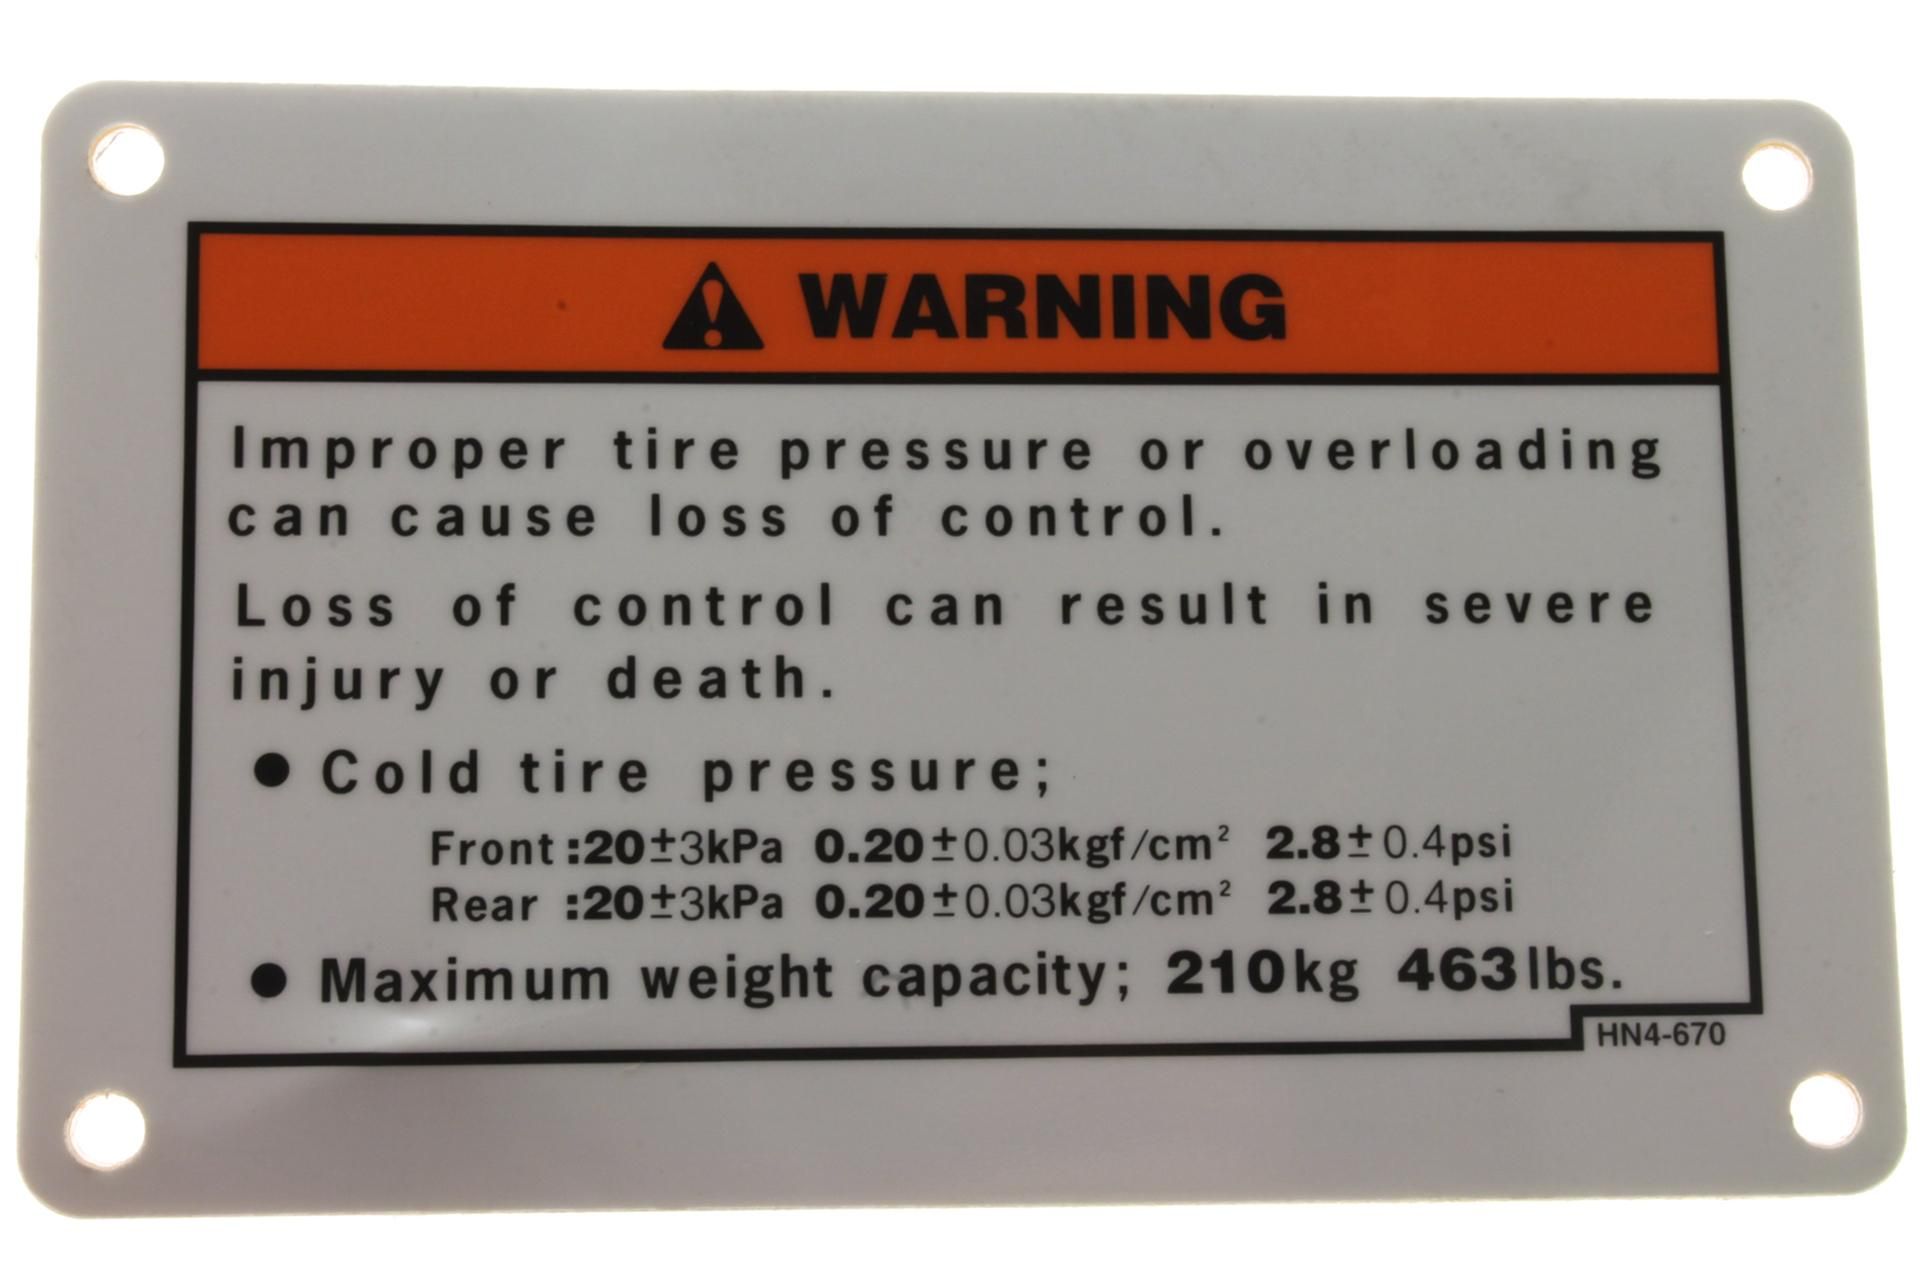 WARNING
Improper tire pressure or overloading
can cause loss of control.
Loss of control can result in severe
injury or death.
● Cold tire pressure;
Front :20±3kPa 0.20±0.03kgf/cm² 2.8±0.4psi
Rear :20±3kPa 0.20±0.03kgf/cm² 2.8±0.4psi
● Maximum weight capacity; 210kg 463lbs.
HN4-670